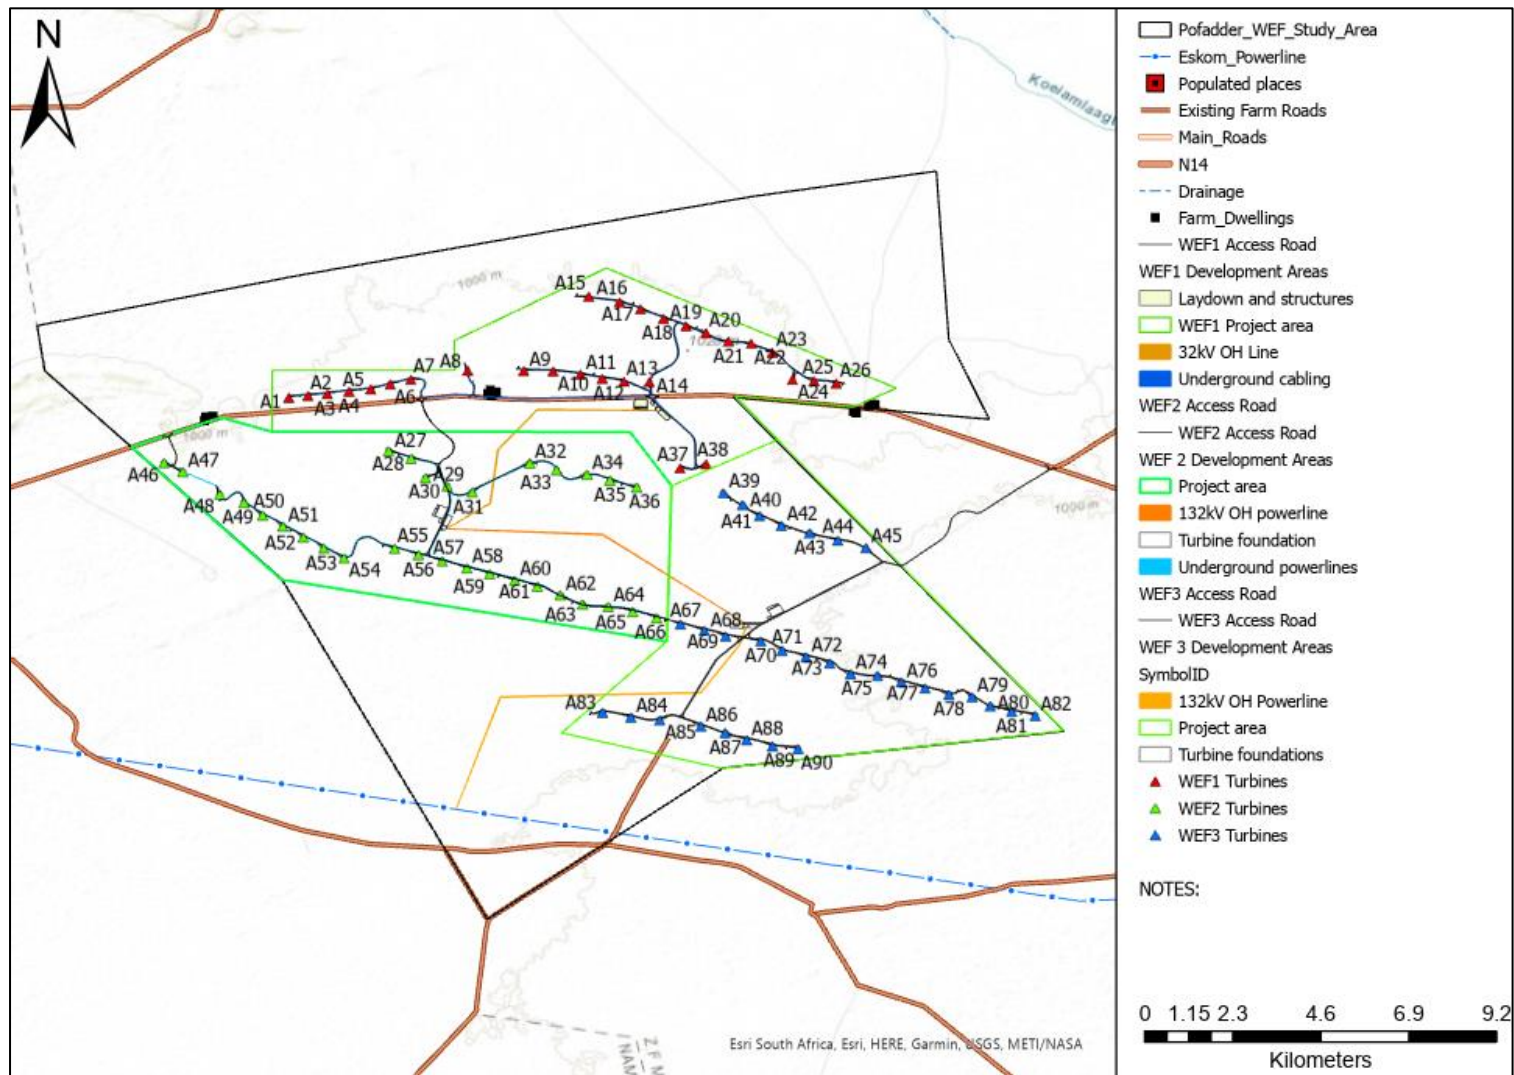 N
Koeiamlaagl
1000 m
A15
A16
A17
A18
A19
A20
1020 m
A21
A22
A23
A25
A26
A24
A7
A8
A9
A11
A13
A10
A12
A14
A1
A2
A5
A3
A4
A6
1000 m
A27
A28
A32
A34
A37
A38
A46
A47
A29
A30
A31
A33
A35
A36
A39
A40
A41
A42
A44
A43
A45
1000 m
A48
A50
A49
A51
A52
A53
A54
A55
A57
A56
A58
A59
A60
A61
A62
A63
A64
A65
A66
A67
A68
A69
A71
A70
A72
A73
A74
A75
A76
A77
A79
A78
A80
A82
A81
A83
A84
A85
A86
A87
A88
A89
A90
Z F M
/ NAM
Esri South Africa, Esri, HERE, Garmin, USGS, METI/NASA
Pofadder_WEF_Study_Area
Eskom_Powerline
Populated places
Existing Farm Roads
Main_Roads
N14
Drainage
Farm_Dwellings
WEF1 Access Road
WEF1 Development Areas
Laydown and structures
WEF1 Project area
32kV OH Line
Underground cabling
WEF2 Access Road
WEF2 Access Road
WEF 2 Development Areas
Project area
132kV OH powerline
Turbine foundation
Underground powerlines
WEF3 Access Road
WEF3 Access Road
WEF 3 Development Areas
SymbolID
132kV OH Powerline
Project area
Turbine foundations
WEF1 Turbines
WEF2 Turbines
WEF3 Turbines
NOTES:
0 1.15 2.3 4.6 6.9 9.2
Kilometers